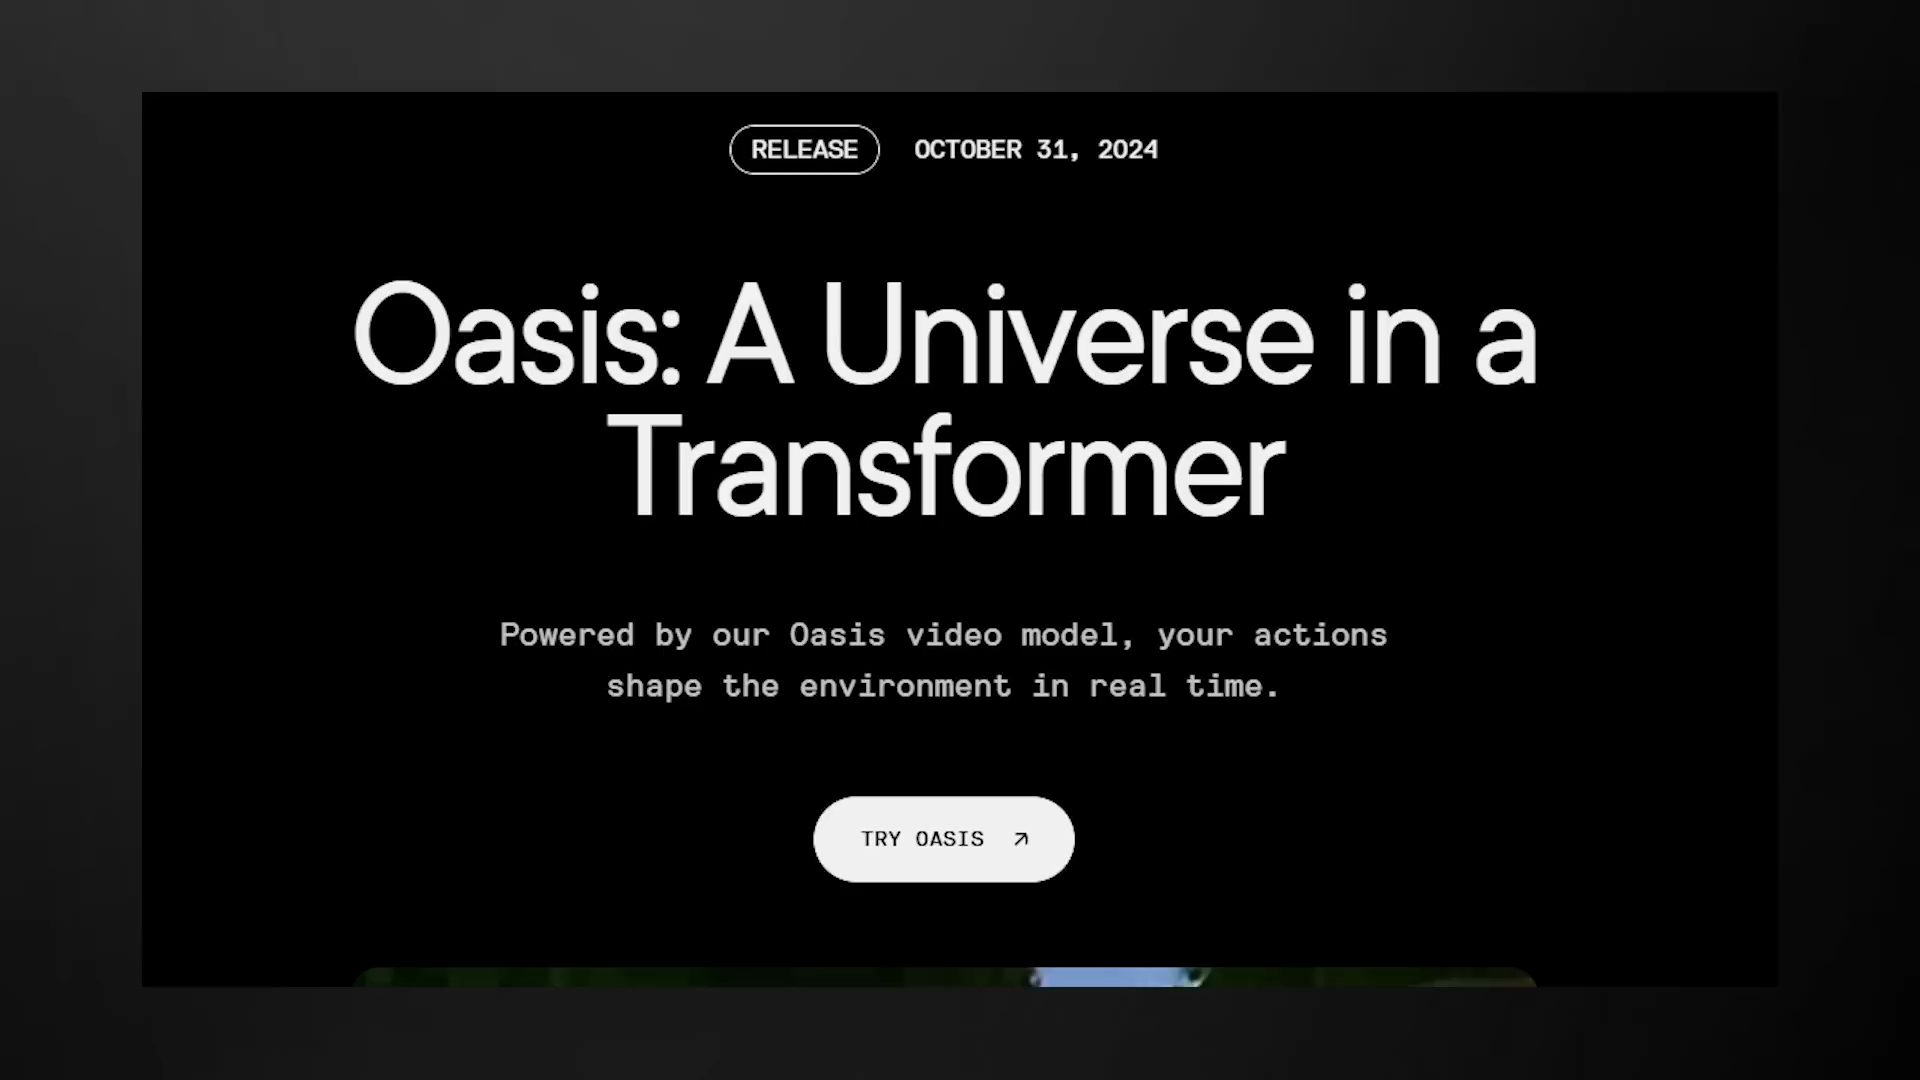 RELEASE OCTOBER 31, 2024
Oasis: A Universe in a
Transformer
Powered by our Oasis video model, your actions
shape the environment in real time.
TRY OASIS ↗